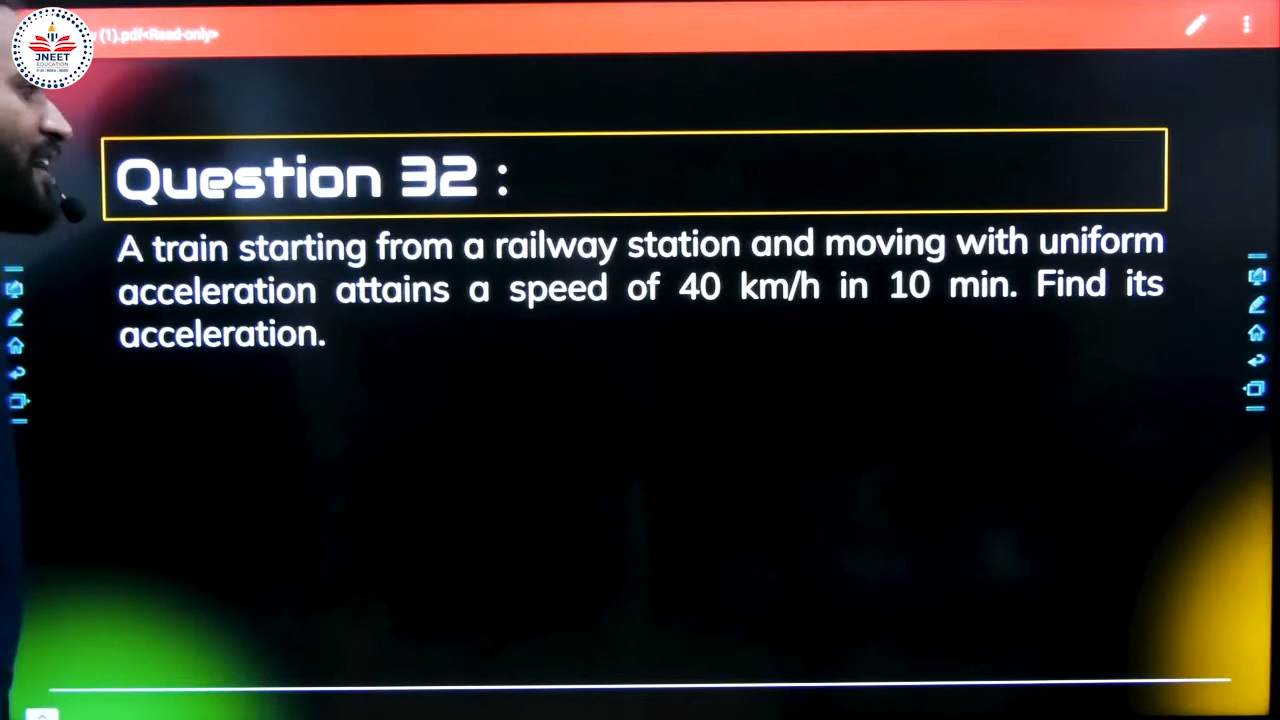 (1).pdf<Read-only>
JNEET
EDUCATION
Question 32 :
A train starting from a railway station and moving with uniform
acceleration attains a speed of 40 km/h in 10 min. Find its
acceleration.